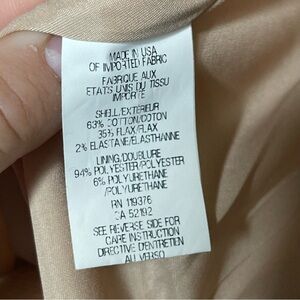 MADE IN USA
OF IMPORTED FABRIC
FABRIQUE AUX
ETATS UNIS DU TISSU
IMPORTE
SHELL/EXTERIEUR
63% COTTON/COTON
35% FLAX/FLAX
2% ELASTANE/ELASTHANNE
LINING/DOUBLURE
94% POLYESTER/POLYESTER
6% POLYURETHANE
/POLYURETHANE
RN 119376
CA 52192
SEE REVERSE SIDE FOR
CARE INSTRUCTION
DIRECTIVE D'ENTRETIEN
AU VERSO